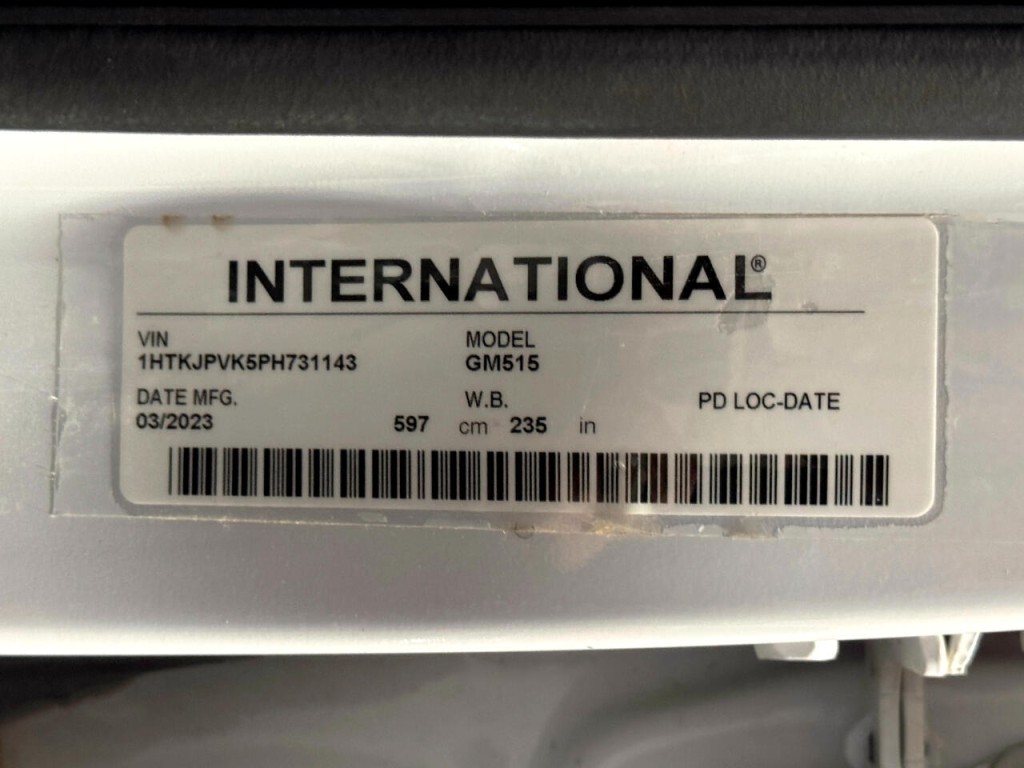 INTERNATIONAL®
VIN MODEL
1HTKJPVK5PH731143 GM515
DATE MFG. W.B. PD LOC-DATE
03/2023 597 cm 235 in